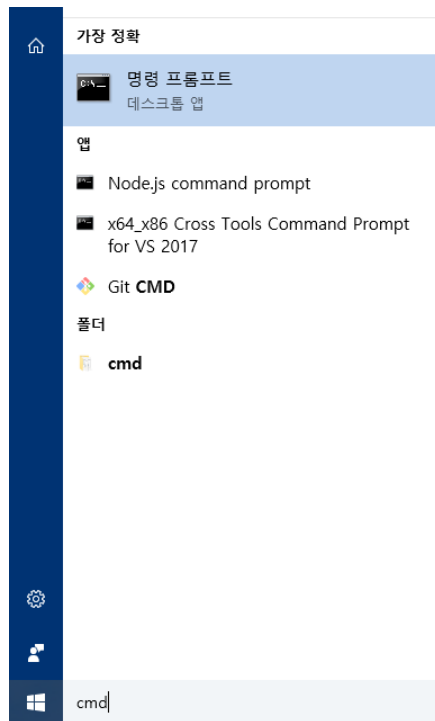 가장 정확
명령 프롬프트
데스크톱 앱
앱
Node.js command prompt
x64_x86 Cross Tools Command Prompt
for VS 2017
Git CMD
폴더
cmd
cmd